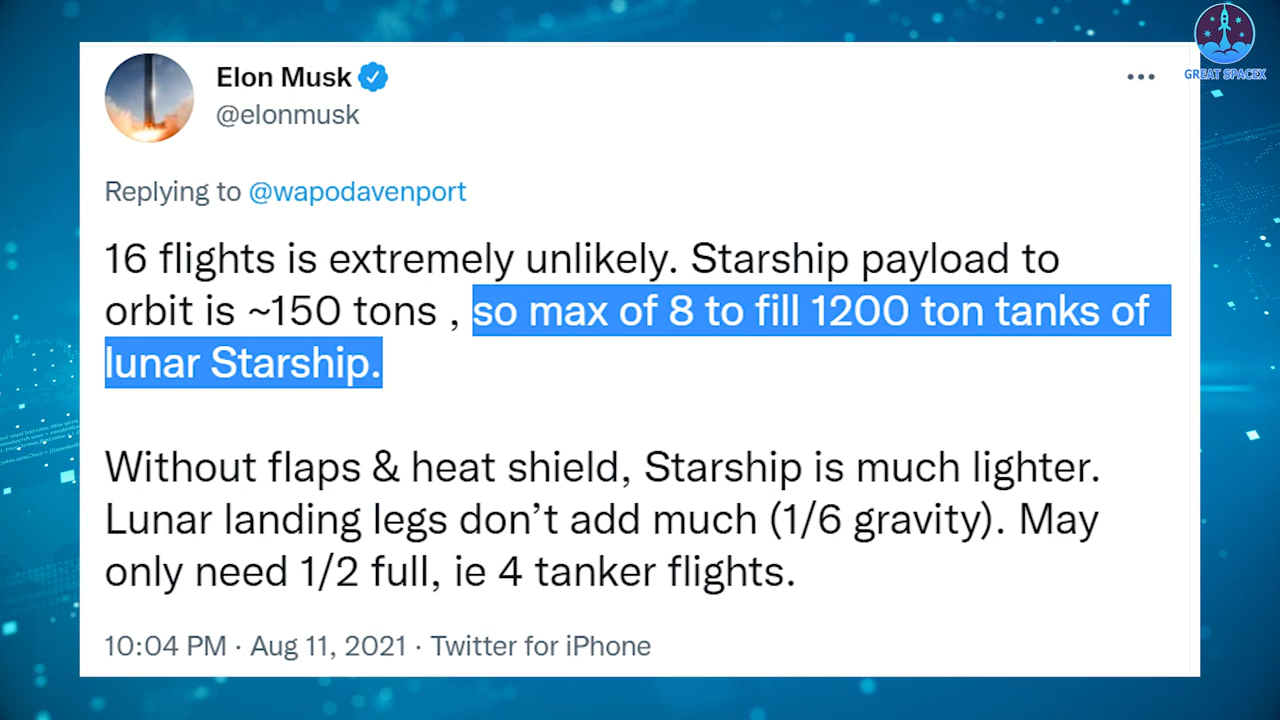 GREAT SPACEX
Elon Musk
@elonmusk
Replying to @wapodavenport
16 flights is extremely unlikely. Starship payload to
orbit is ~150 tons , so max of 8 to fill 1200 ton tanks of
lunar Starship.
Without flaps & heat shield, Starship is much lighter.
Lunar landing legs don’t add much (1/6 gravity). May
only need 1/2 full, ie 4 tanker flights.
10:04 PM · Aug 11, 2021 · Twitter for iPhone